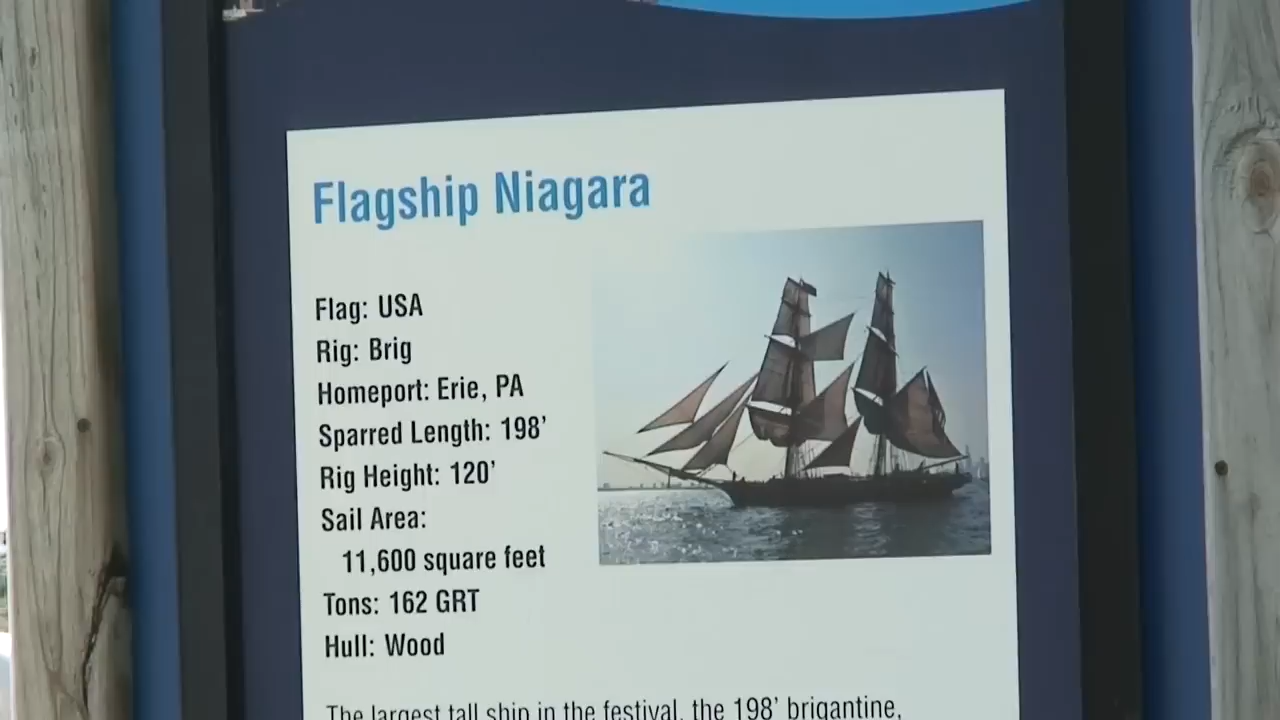 Flagship Niagara
Flag: USA
Rig: Brig
Homeport: Erie, PA
Sparred Length: 198’
Rig Height: 120’
Sail Area:
11,600 square feet
Tons: 162 GRT
Hull: Wood
The largest tall ship in the festival, the 198’ brigantine,